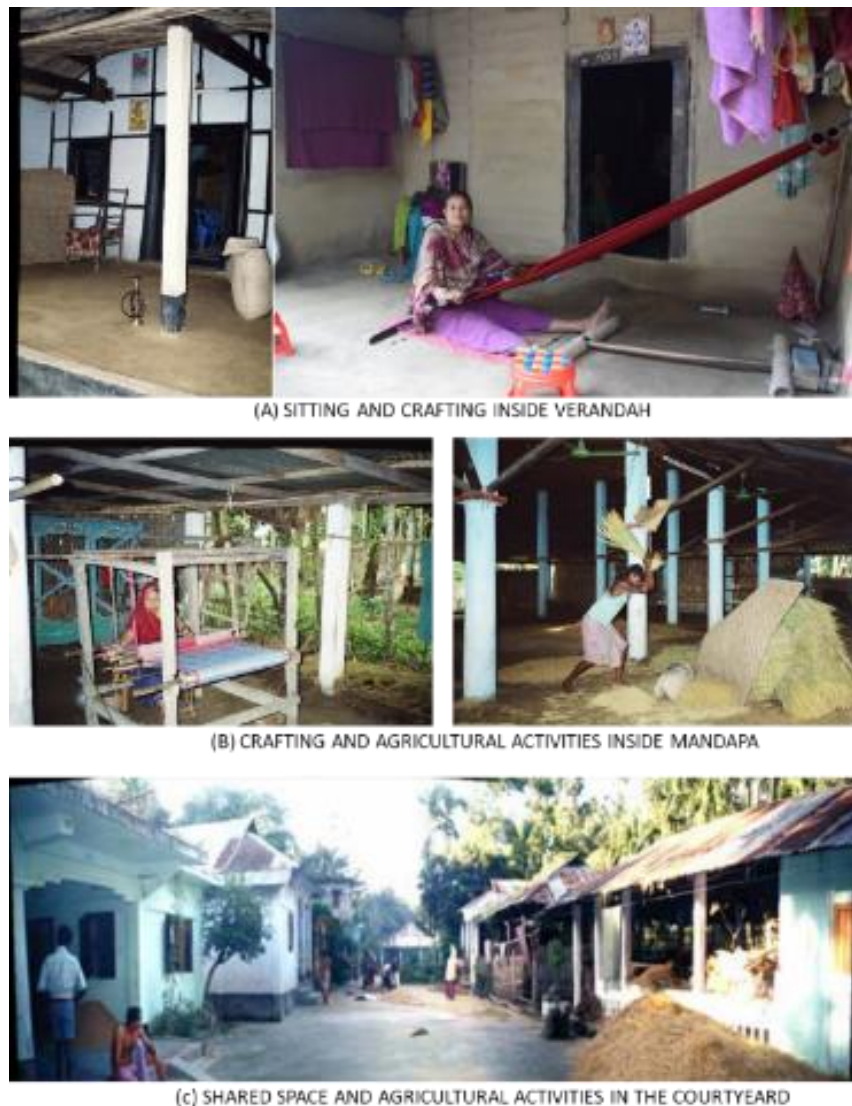 (A) SITTING AND CRAFTING INSIDE VERANDAH
(B) CRAFTING AND AGRICULTURAL ACTIVITIES INSIDE MANDAPA
(c) SHARED SPACE AND AGRICULTURAL ACTIVITIES IN THE COURTYEARD